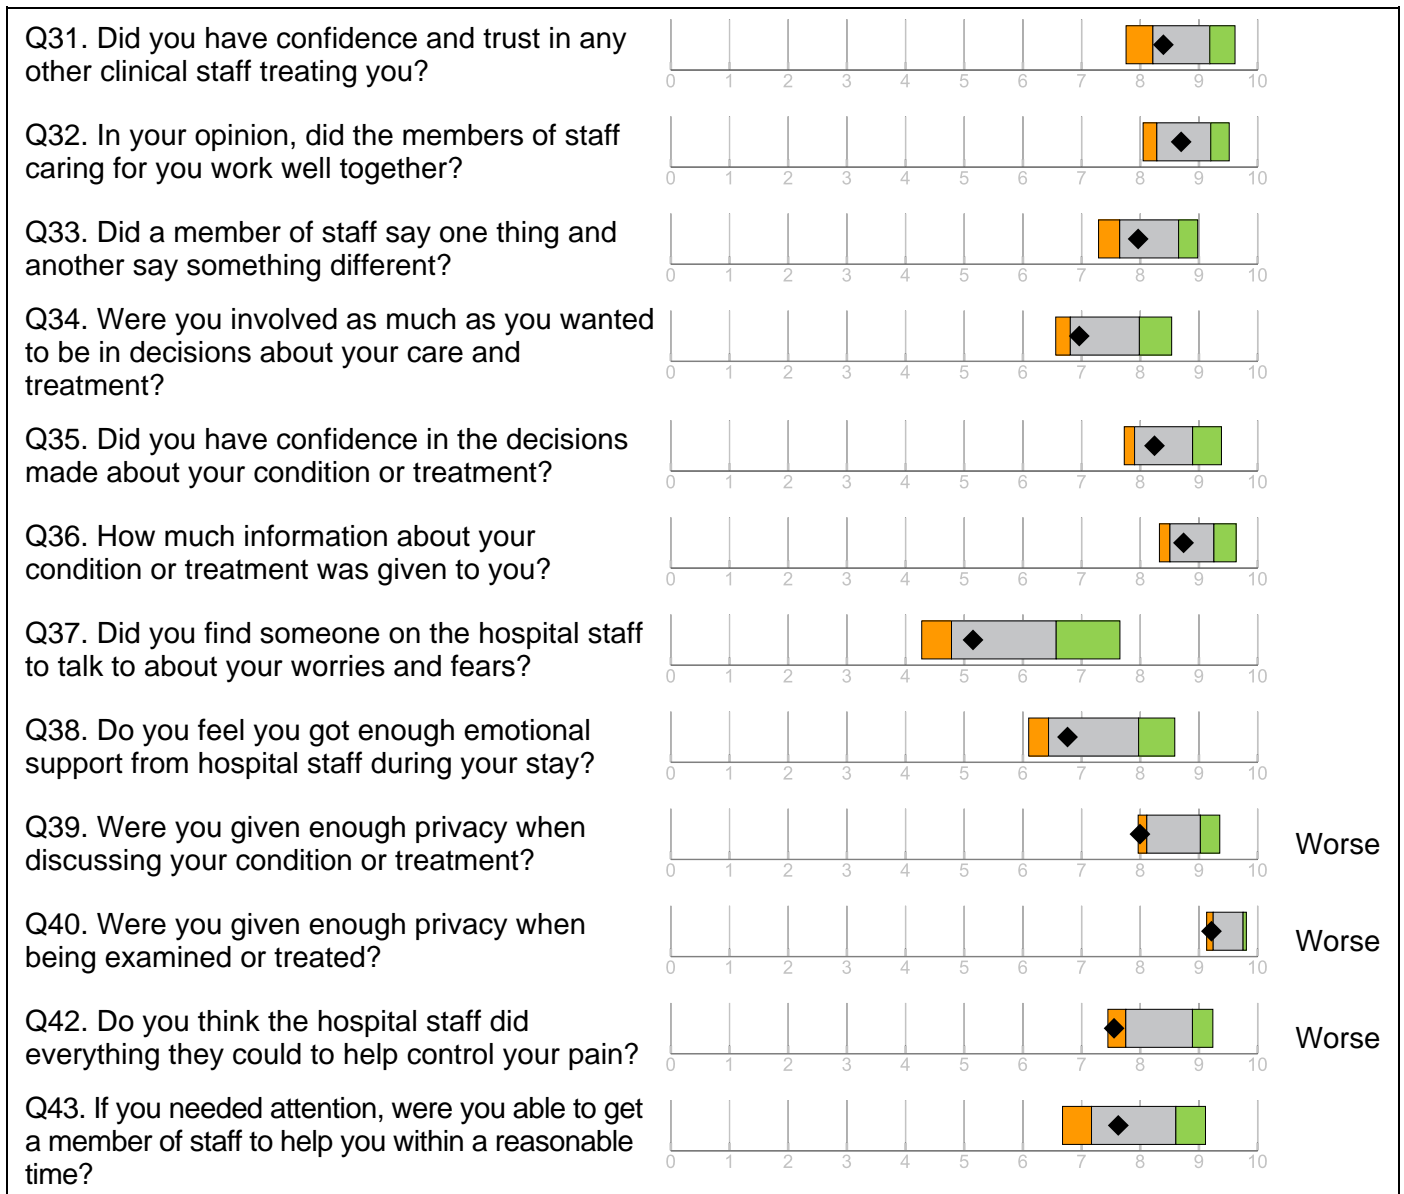 Q31. Did you have confidence and trust in any
other clinical staff treating you?
0 1 2 3 4 5 6 7 8 9 10
Q32. In your opinion, did the members of staff
caring for you work well together?
0 1 2 3 4 5 6 7 8 9 10
Q33. Did a member of staff say one thing and
another say something different?
0 1 2 3 4 5 6 7 8 9 10
Q34. Were you involved as much as you wanted
to be in decisions about your care and
treatment?
0 1 2 3 4 5 6 7 8 9 10
Q35. Did you have confidence in the decisions
made about your condition or treatment?
0 1 2 3 4 5 6 7 8 9 10
Q36. How much information about your
condition or treatment was given to you?
0 1 2 3 4 5 6 7 8 9 10
Q37. Did you find someone on the hospital staff
to talk to about your worries and fears?
0 1 2 3 4 5 6 7 8 9 10
Q38. Do you feel you got enough emotional
support from hospital staff during your stay?
0 1 2 3 4 5 6 7 8 9 10
Q39. Were you given enough privacy when
discussing your condition or treatment?
Worse
0 1 2 3 4 5 6 7 8 9 10
Q40. Were you given enough privacy when
being examined or treated?
Worse
0 1 2 3 4 5 6 7 8 9 10
Q42. Do you think the hospital staff did
everything they could to help control your pain?
Worse
0 1 2 3 4 5 6 7 8 9 10
Q43. If you needed attention, were you able to get
a member of staff to help you within a reasonable
time?
0 1 2 3 4 5 6 7 8 9 10